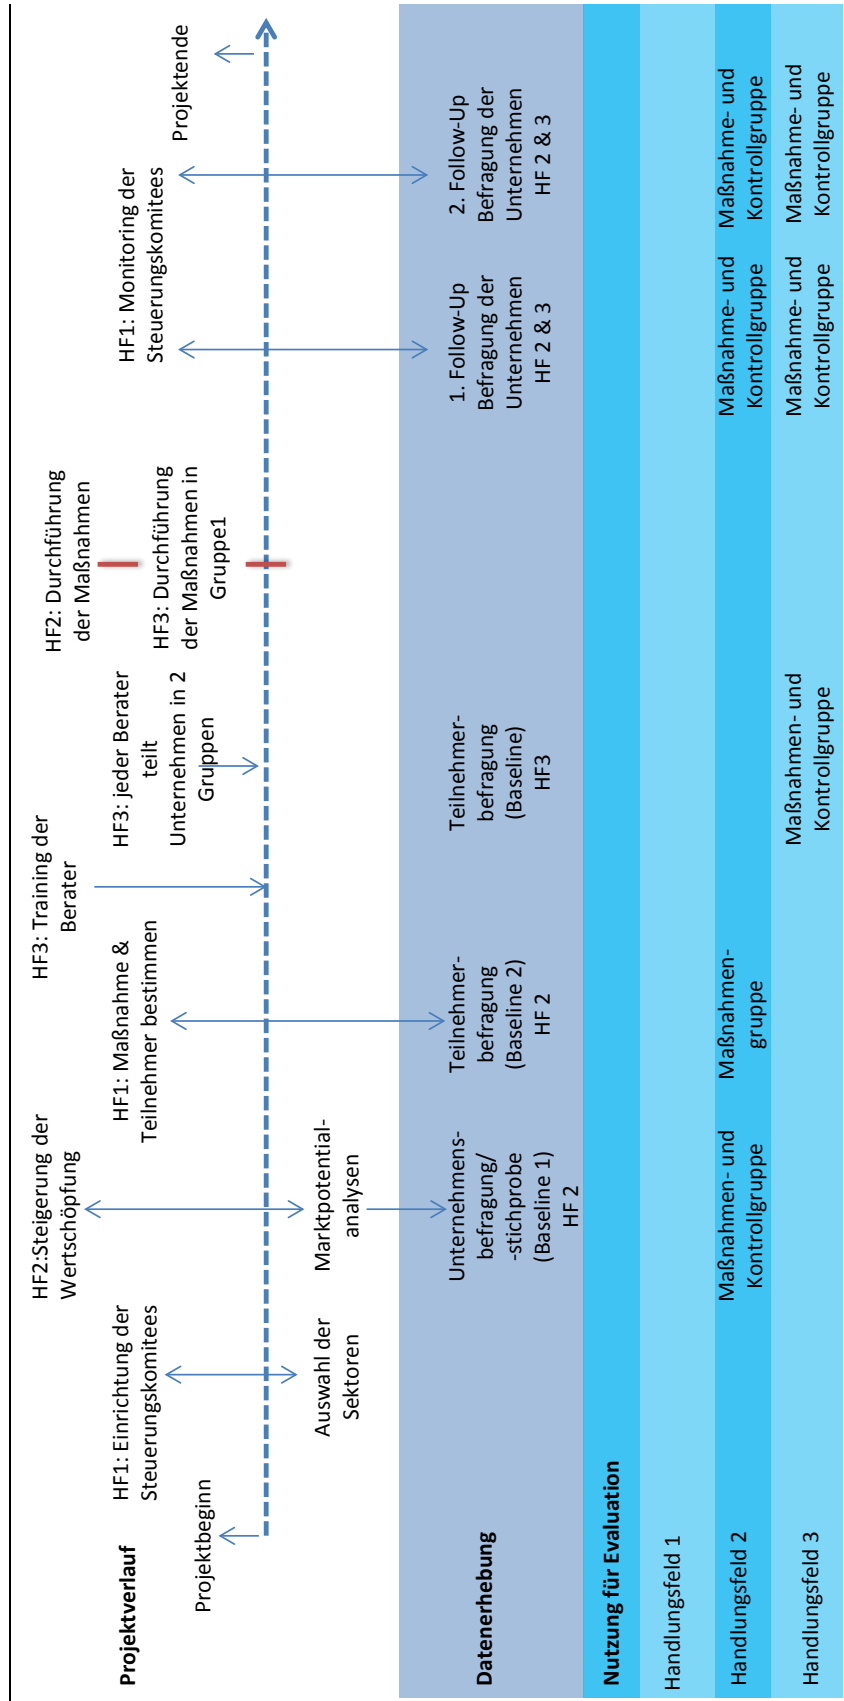 Projektverlauf
Projektbeginn
HF1: Einrichtung der
Steuerungskomitees
Auswahl der
Sektoren
HF2:Steigerung der
Wertschöpfung
Marktpotential-
analysen
HF1: Maßnahme &
Teilnehmer bestimmen
HF3: Training der
Berater
HF3: jeder Berater
teilt
Unternehmen in 2
Gruppen
HF2: Durchführung
der Maßnahmen
HF3: Durchführung
der Maßnahmen in
Gruppe1
HF1: Monitoring der
Steuerungskomitees
Projektende
Datenerhebung
Unternehmens-
befragung/
-stichprobe
(Baseline 1)
HF 2
Teilnehmer-
befragung
(Baseline 2)
HF 2
Teilnehmer-
befragung
(Baseline)
HF3
1. Follow-Up
Befragung der
Unternehmen
HF 2 & 3
2. Follow-Up
Befragung der
Unternehmen
HF 2 & 3
Nutzung für Evaluation
Handlungsfeld 1
Handlungsfeld 2
Maßnahmen- und
Kontrollgruppe
Maßnahmen-
gruppe
Maßnahme- und
Kontrollgruppe
Maßnahme- und
Kontrollgruppe
Handlungsfeld 3
Maßnahmen- und
Kontrollgruppe
Maßnahme- und
Kontrollgruppe
Maßnahme- und
Kontrollgruppe